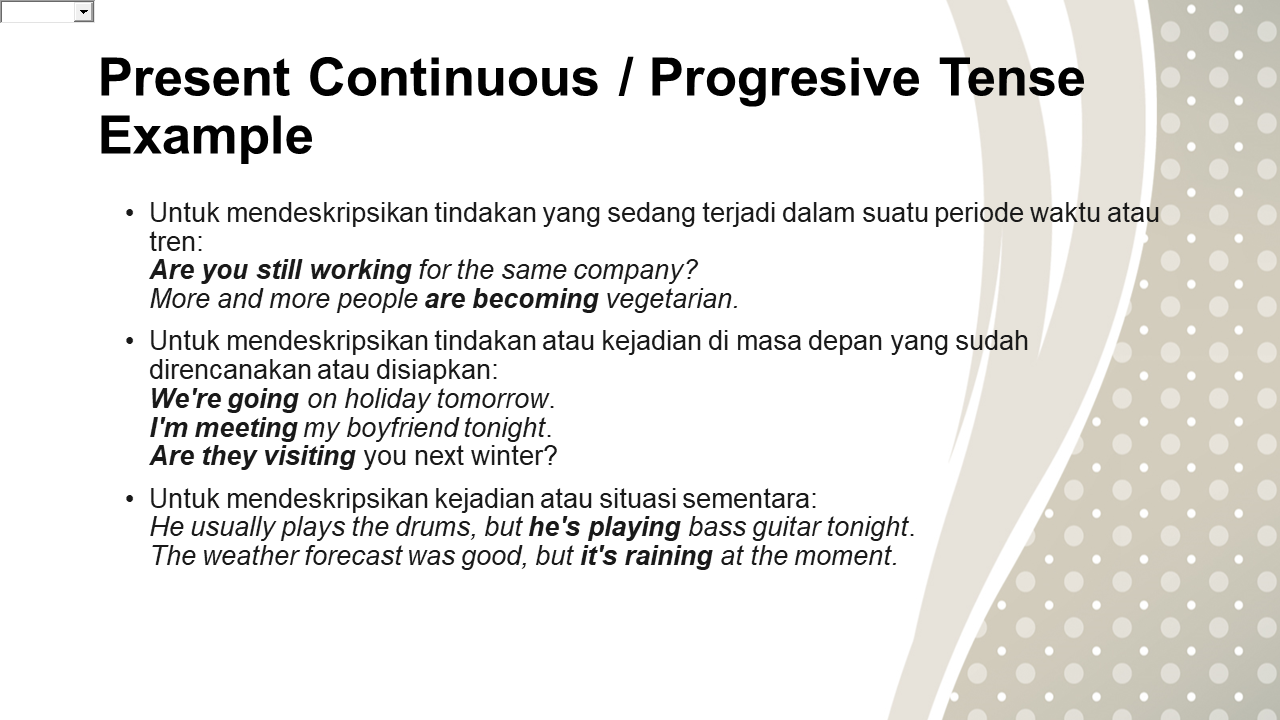 Present Continuous / Progresive Tense
Example
• Untuk mendeskripsikan tindakan yang sedang terjadi dalam suatu periode waktu atau
tren:
Are you still working for the same company?
More and more people are becoming vegetarian.
• Untuk mendeskripsikan tindakan atau kejadian di masa depan yang sudah
direncanakan atau disiapkan:
We're going on holiday tomorrow.
I'm meeting my boyfriend tonight.
Are they visiting you next winter?
• Untuk mendeskripsikan kejadian atau situasi sementara:
He usually plays the drums, but he's playing bass guitar tonight.
The weather forecast was good, but it's raining at the moment.